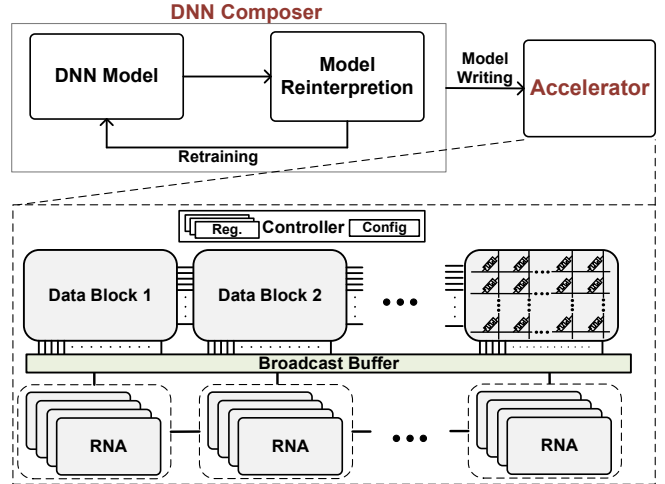 DNN Composer
DNN Model
Model
Reinterpretion
Retraining
Model
Writing
Accelerator
Reg.
Controller
Config
Data Block 1
Data Block 2
Broadcast Buffer
RNA
RNA
RNA